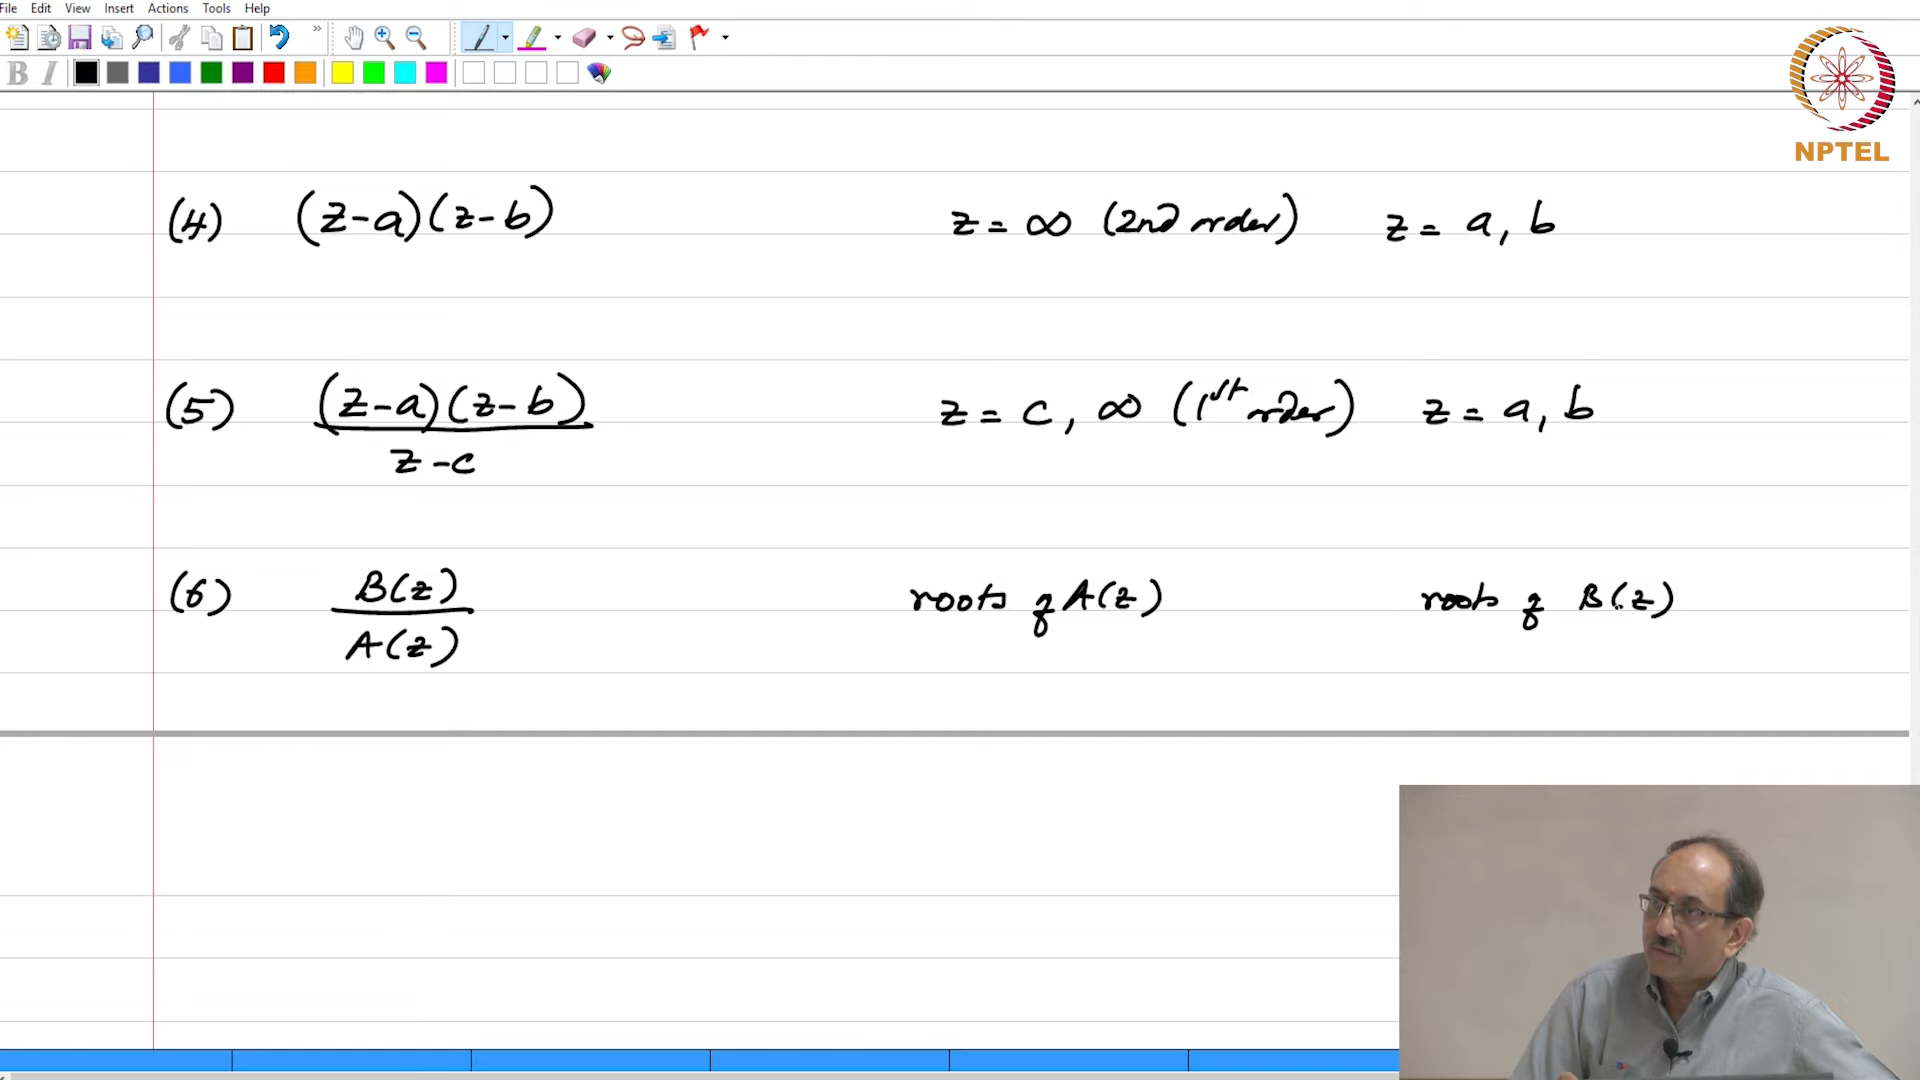 File Edit View Insert Actions Tools Help
»
B I
NPTEL
(4) (z-a)(z-b) z = ∞ (2nd order) z = a, b
(5) (z-a)(z-b) z = c, ∞ (1st order) z = a, b
z-c
(6) B(z) roots of A(z) roots of B(z)
A(z)